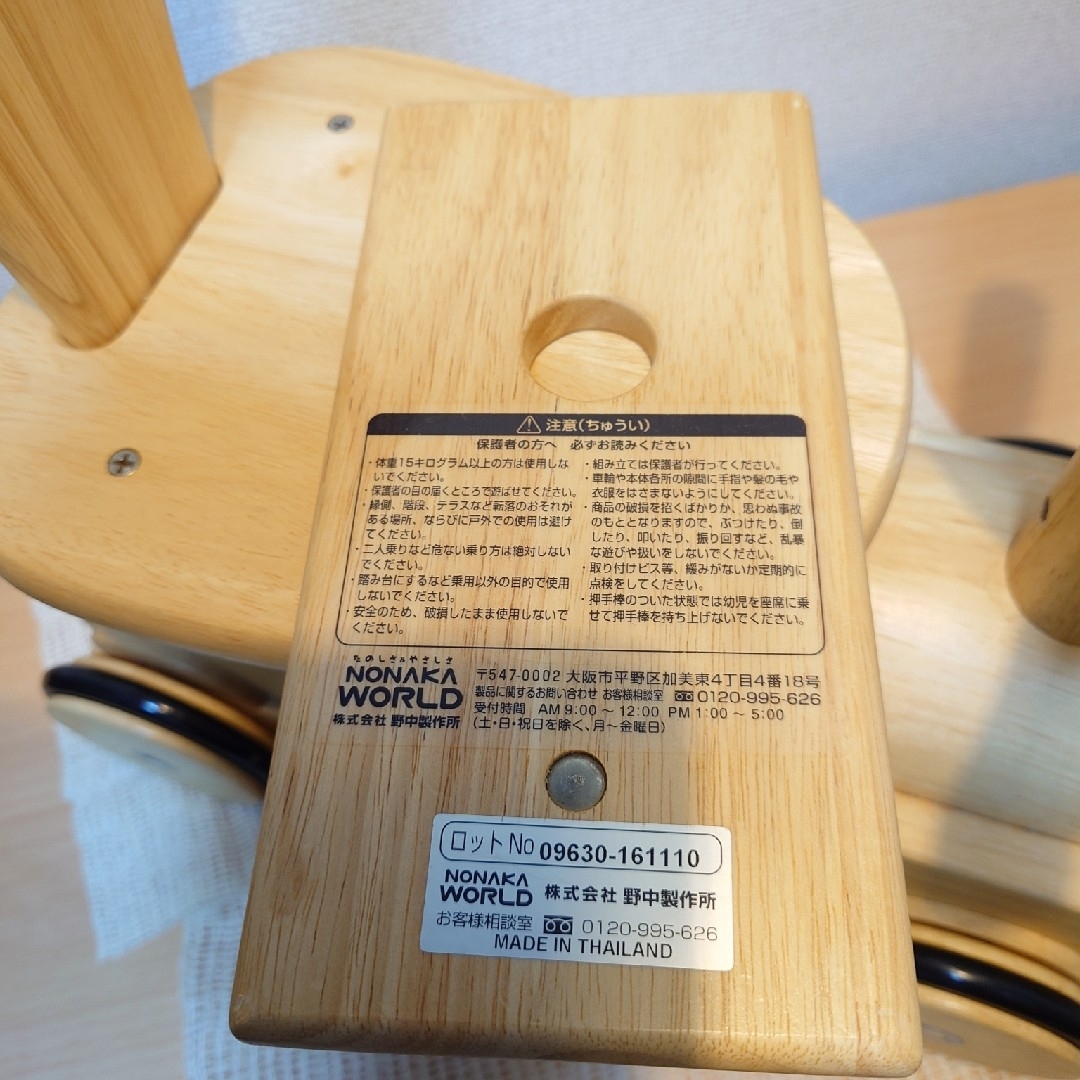 注意(ちゅうい)
保護者の方へ 必ずお読みください
・体重15キログラム以上の方は使用しな
いでください。
・保護者の目の届くところで遊ばせてください。
・縁側、階段、テラスなど転落のおそれが
ある場所、ならびに戸外での使用は避け
てください。
・二人乗りなど危ない乗り方は絶対しない
でください。
・踏み台にするなど乗用以外の目的で使用
しないでください。
・安全のため、破損したまま使用しないで
ください。
・組み立ては保護者が行ってください。
・車輪や本体各所の隙間に手指や髪の毛や
衣服をはさまないようにしてください。
・商品の破損を招くばかりか、思わぬ事故
のもととなりますので、ぶつけたり、倒
したり、叩いたり、振り回すなど、乱暴
な遊びや扱いをしないでください。
・取り付けビス等、緩みがないか定期的に
点検をしてください。
・押手棒のついた状態では幼児を座席に乗
せて押手棒を持ち上げないでください。
たのしさ&やさしさ
NONAKA
WORLD
株式会社 野中製作所
〒547-0002 大阪市平野区加美東4丁目4番18号
製品に関するお問い合わせ お客様相談室 0120-995-626
受付時間 AM 9:00 〜 12:00 PM 1:00 〜 5:00
(土・日・祝日を除く、月〜金曜日)
ロットNo 09630-161110
NONAKA
WORLD
株式会社 野中製作所
お客様相談室 0120-995-626
MADE IN THAILAND